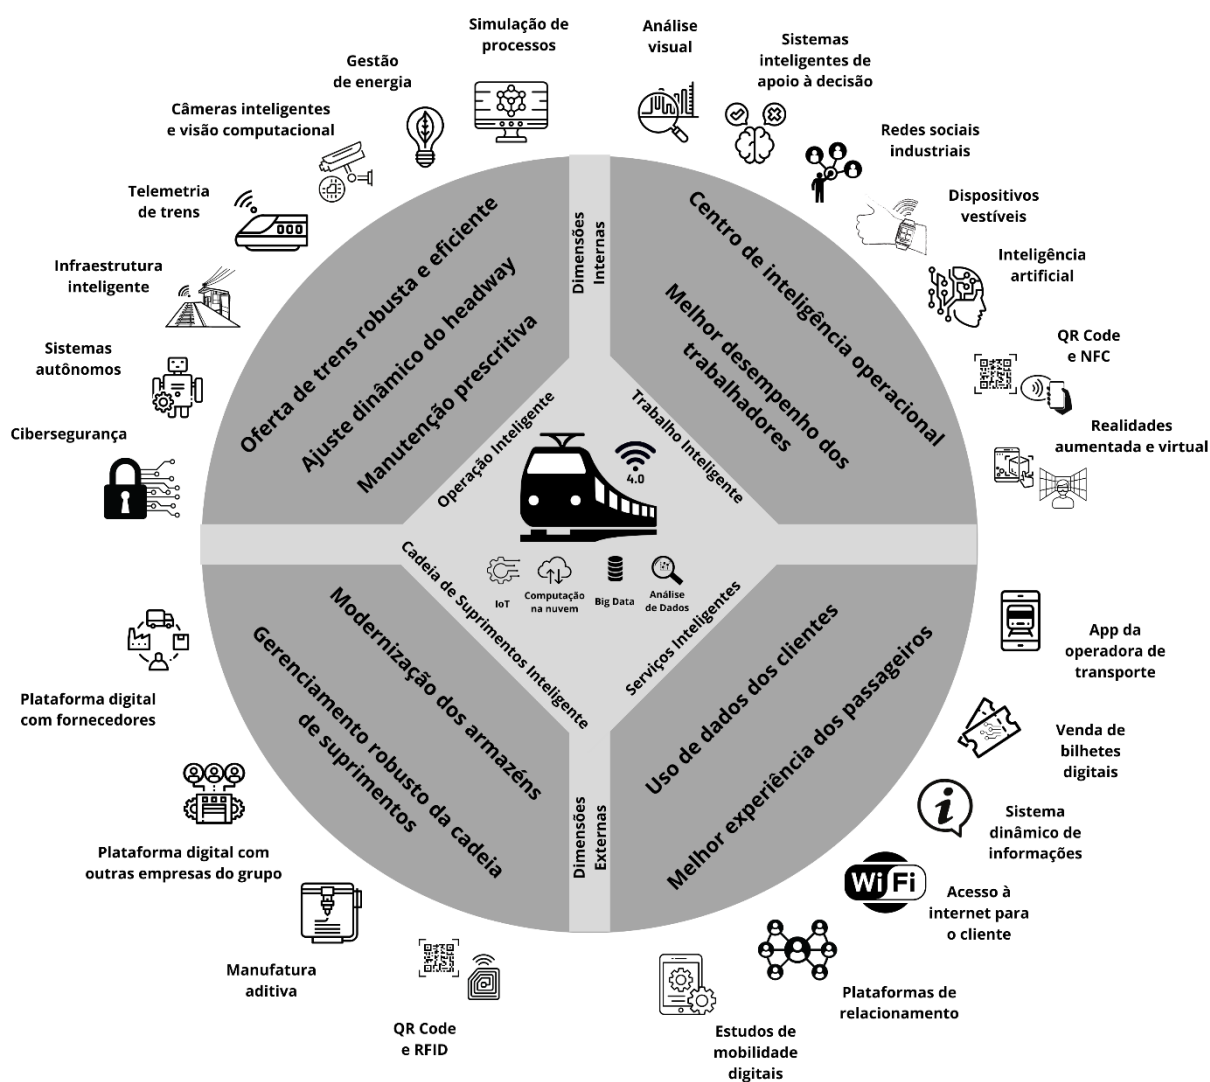 Simulação de
processos
Análise
visual
Sistemas
inteligentes de
apoio à decisão
Gestão
de energia
Câmeras inteligentes
e visão computacional
Redes sociais
industriais
Telemetria
de trens
Dispositivos
vestíveis
Infraestrutura
inteligente
Inteligência
artificial
Sistemas
autônomos
QR Code
e NFC
Cibersegurança
Realidades
aumentada e virtual
Dimensões
Internas
Oferta de trens robusta e eficiente
Ajuste dinâmico do headway
Manutenção prescritiva
Operação Inteligente
Centro de inteligência operacional
Melhor desempenho dos
trabalhadores
Trabalho Inteligente
4.0
IoT
Computação
na nuvem
Big Data
Análise
de Dados
Cadeia de Suprimentos Inteligente
Modernização dos armazéns
Gerenciamento robusto da cadeia
de suprimentos
Serviços Inteligentes
Uso de dados dos clientes
Melhor experiência dos passageiros
Dimensões
Externas
Plataforma digital
com fornecedores
Plataforma digital com
outras empresas do grupo
Manufatura
aditiva
QR Code
e RFID
App da
operadora de
transporte
Venda de
bilhetes
digitais
Sistema
dinâmico de
informações
Wi Fi
Acesso à
internet para
o cliente
Plataformas de
relacionamento
Estudos de
mobilidade
digitais